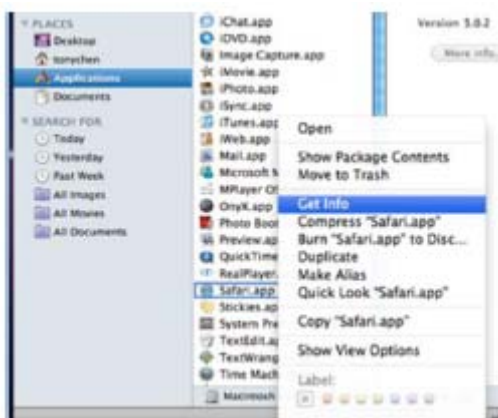 PLACES
Desktop
tonychen
Applications
Documents
SEARCH FOR
Today
Yesterday
Past Week
All Images
All Movies
All Documents
iChat.app
iDVD.app
Image Capture.app
iMovie.app
iPhoto.app
iSync.app
iTunes.app
iWeb.app
Mail.app
Microsoft
MPlayer
OnyX.app
Photo Boo
Preview.ap
QuickTime
RealPlayer.
Safari.app
Stickies.ap
System Pre
TextEdit.a
TextWrang
Time Mach
Macintosh
Version 5.0.2
More info.
Open
Show Package Contents
Move to Trash
Get Info
Compress "Safari.app"
Burn "Safari.app" to Disc...
Duplicate
Make Alias
Quick Look "Safari.app"
Copy "Safari.app"
Show View Options
Label: